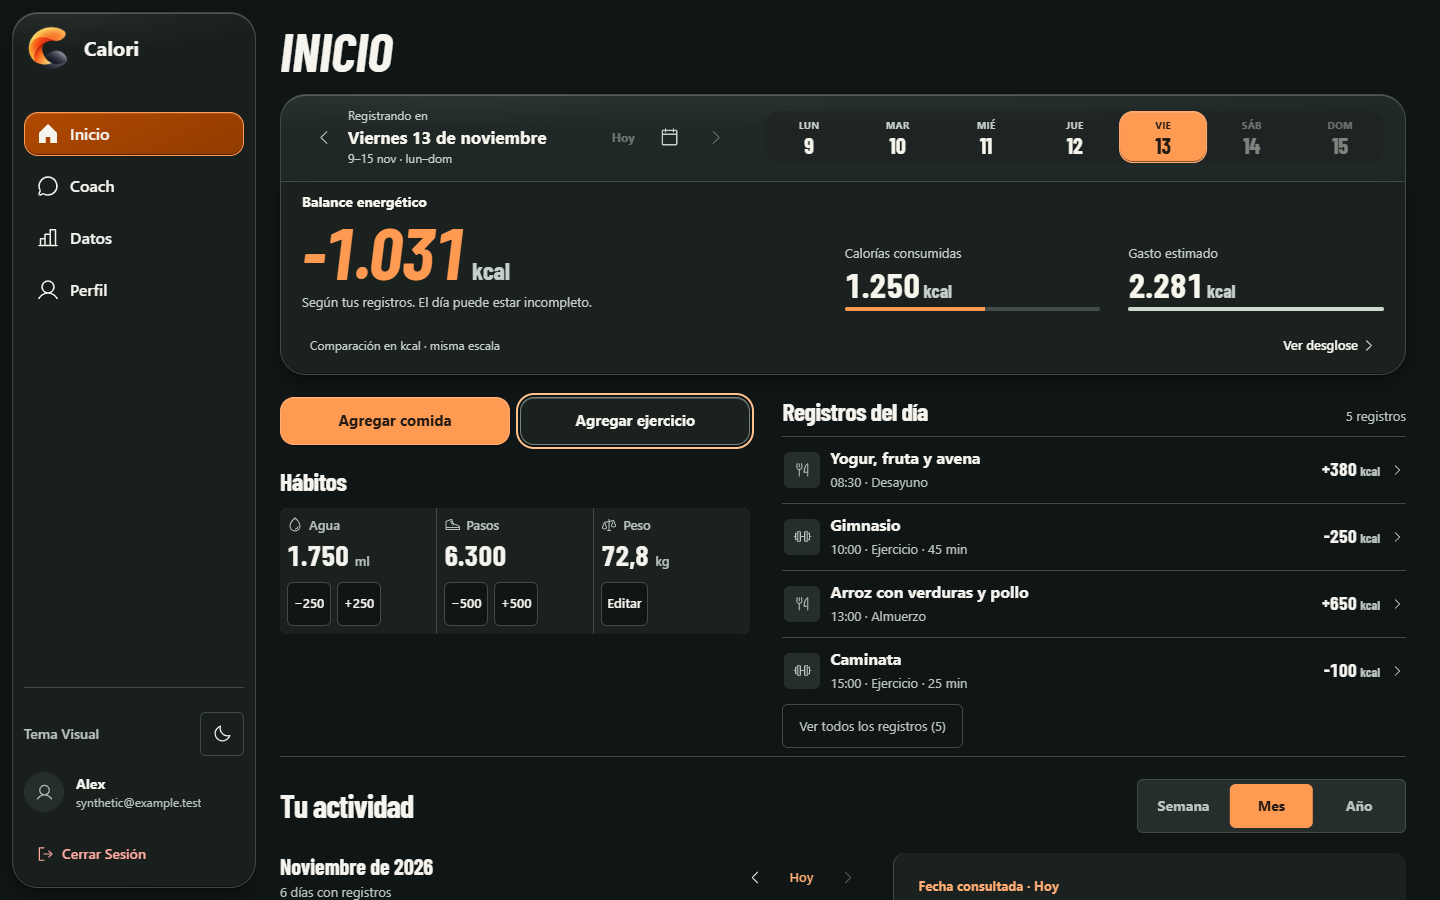 Calori
Inicio
Coach
Datos
Perfil
Tema Visual
Alex
synthetic@example.test
Cerrar Sesión
INICIO
Registrando en
Viernes 13 de noviembre
9–15 nov · lun–dom
Hoy
LUN MAR MIÉ JUE VIE SÁB DOM
9 10 11 12 13 14 15
Balance energético
-1.031 kcal
Según tus registros. El día puede estar incompleto.
Calorías consumidas
1.250 kcal
Gasto estimado
2.281 kcal
Comparación en kcal · misma escala
Ver desglose
Agregar comida
Agregar ejercicio
Hábitos
Agua
1.750 ml
−250 +250
Pasos
6.300
−500 +500
Peso
72,8 kg
Editar
Registros del día
5 registros
Yogur, fruta y avena
08:30 · Desayuno
+380 kcal
Gimnasio
10:00 · Ejercicio · 45 min
-250 kcal
Arroz con verduras y pollo
13:00 · Almuerzo
+650 kcal
Caminata
15:00 · Ejercicio · 25 min
-100 kcal
Ver todos los registros (5)
Tu actividad
Semana Mes Año
Noviembre de 2026
6 días con registros
Hoy
Fecha consultada · Hoy